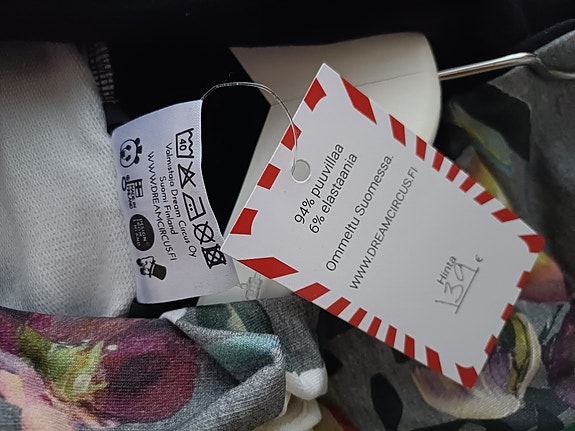 40
Valmistaja Dream Circus Oy
Suomi Finland
WWW.DREAMCIRCUS.FI
94% puuvillaa
6% elastaania
Ommeltu Suomessa.
WWW.DREAMCIRCUS.FI
Hinta
139 €